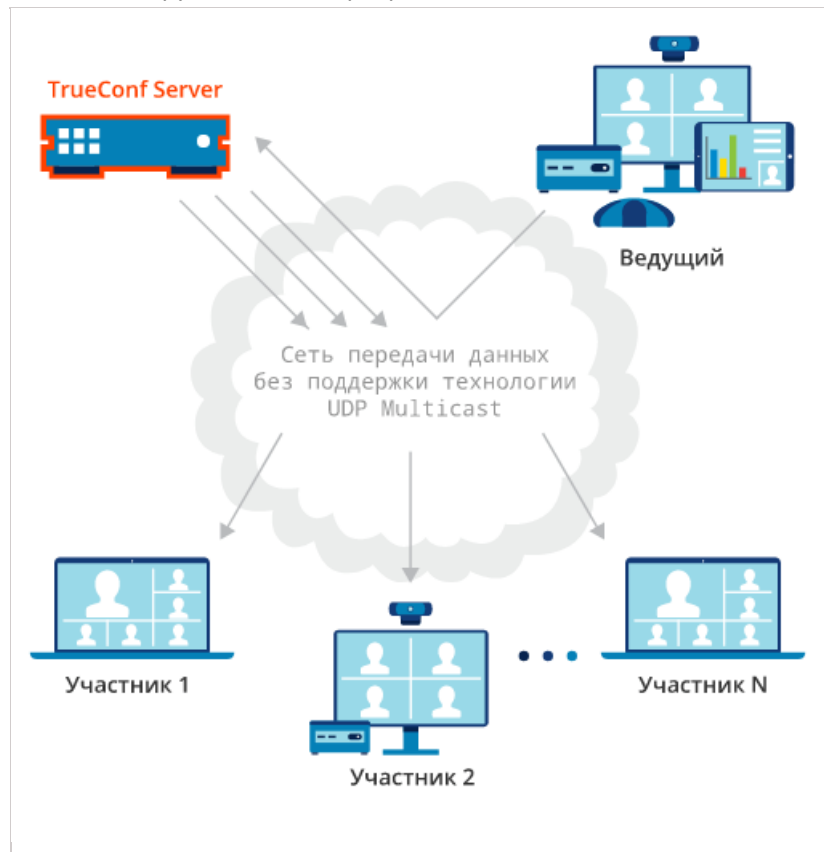 TrueConf Server
Ведущий
Сеть передачи данных
без поддержки технологии
UDP Multicast
Участник 1
Участник N
Участник 2